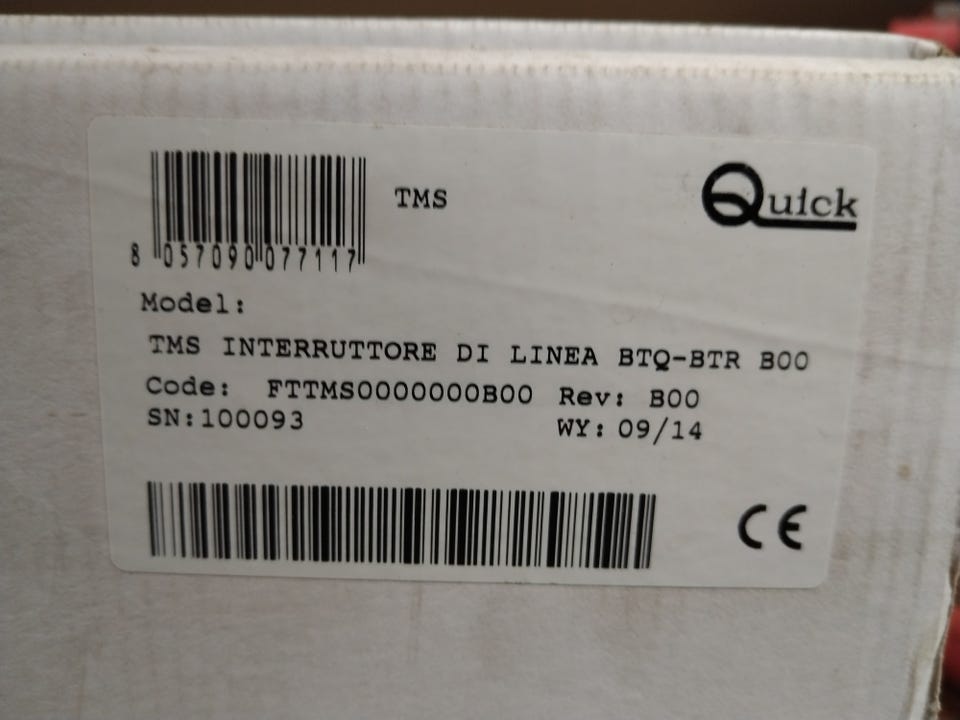 TMS
Quick
8 057090 077117
Model:
TMS INTERRUTTORE DI LINEA BTQ-BTR B00
Code: FTTMS0000000B00 Rev: B00
SN:100093 WY: 09/14
CE